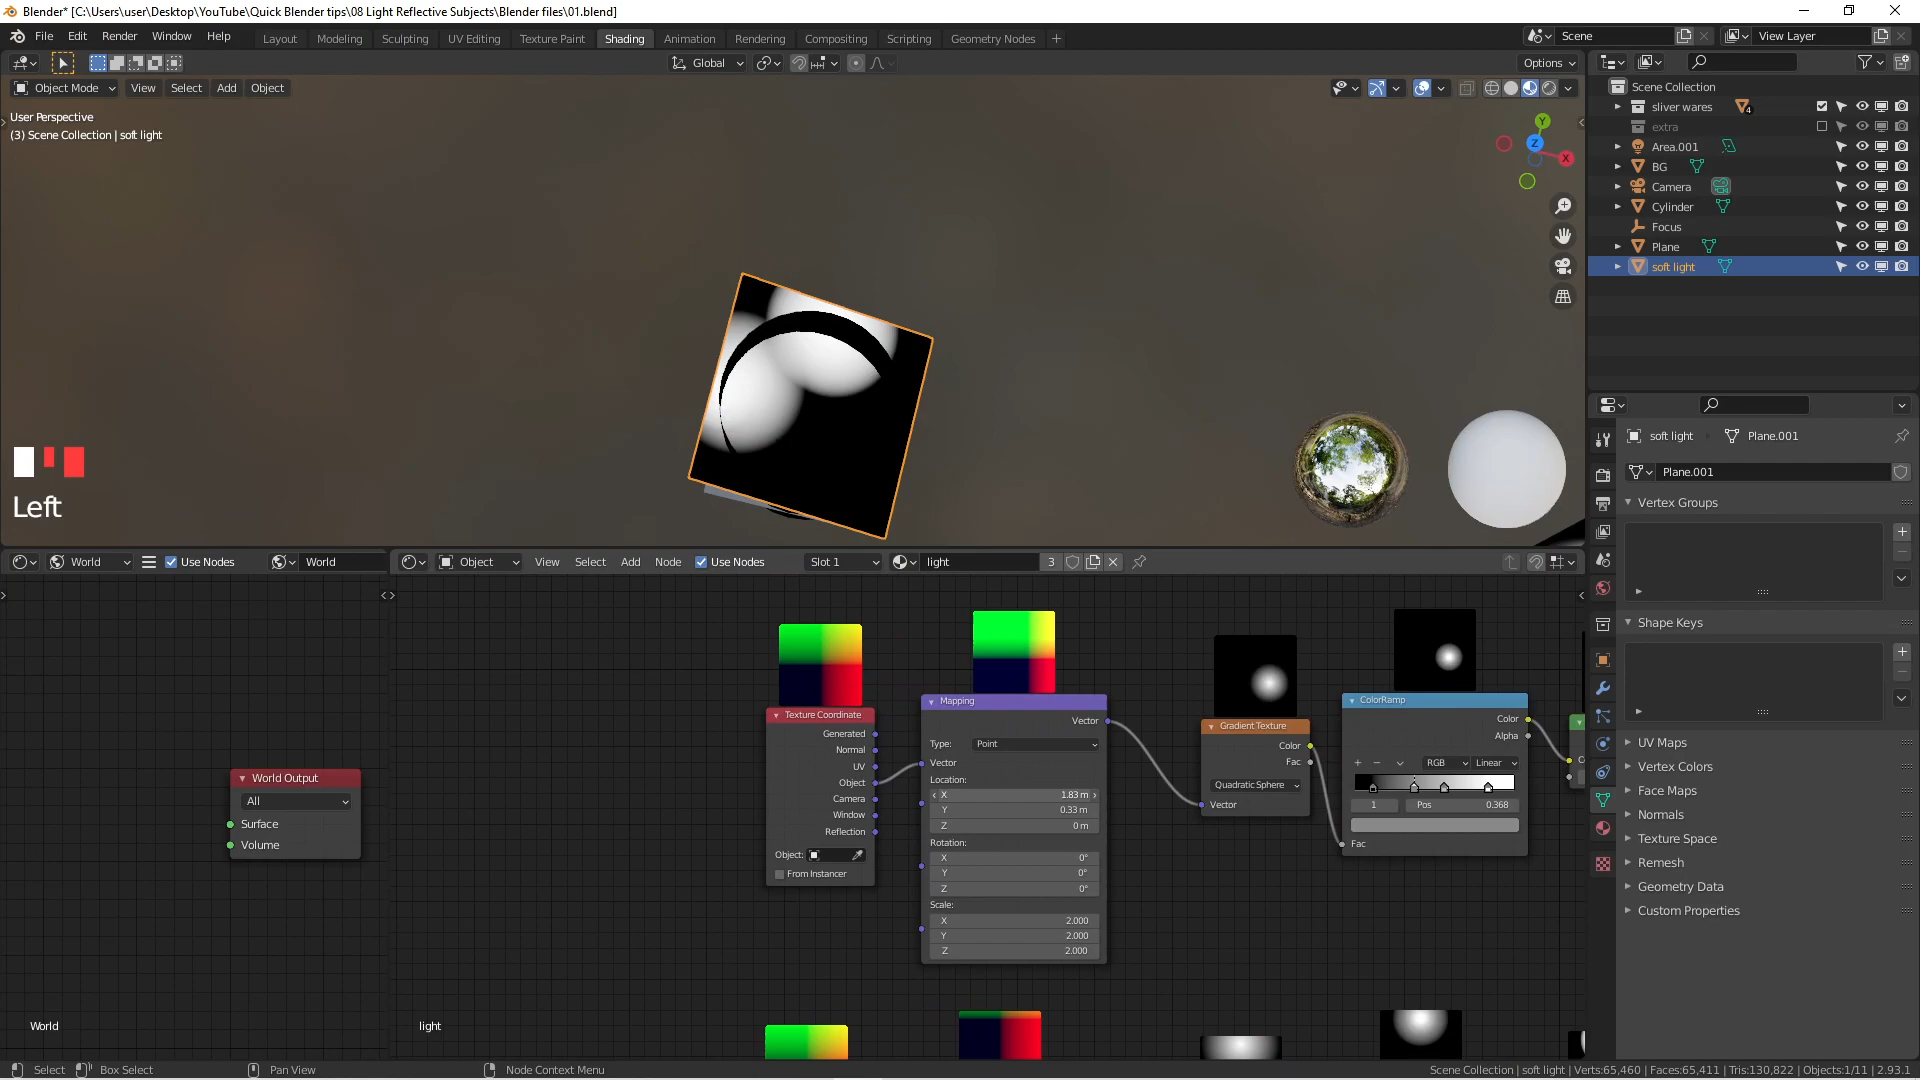 Blender* [C:\Users\user\Desktop\YouTube\Quick Blender tips\08 Light Reflective Subjects\Blender files\01.blend]
File Edit Render Window Help
Layout Modeling Sculpting UV Editing Texture Paint Shading Animation Rendering Compositing Scripting Geometry Nodes
Scene
View Layer
Global
Options
Object Mode View Select Add Object
User Perspective
(3) Scene Collection | soft light
Y
Z
X
Left
Scene Collection
sliver wares 4
extra
Area.001
BG
Camera
Cylinder
Focus
Plane
soft light
soft light Plane.001
Plane.001
Vertex Groups
Shape Keys
UV Maps
Vertex Colors
Face Maps
Normals
Texture Space
Remesh
Geometry Data
Custom Properties
World Use Nodes World
Object View Select Add Node Use Nodes Slot 1 light 3
World Output
All
Surface
Volume
World
Texture Coordinate
Generated
Normal
UV
Object
Camera
Window
Reflection
Object:
From Instancer
Mapping
Vector
Type: Point
Vector
Location:
X 1.83 m
Y 0.33 m
Z 0 m
Rotation:
X 0°
Y 0°
Z 0°
Scale:
X 2.000
Y 2.000
Z 2.000
Gradient Texture
Color
Fac
Quadratic Sphere
Vector
ColorRamp
Color
Alpha
RGB Linear
1 Pos 0.368
Fac
light
Select Box Select Pan View Node Context Menu
Scene Collection | soft light | Verts:65,460 | Faces:65,411 | Tris:130,822 | Objects:1/11 | 2.93.1